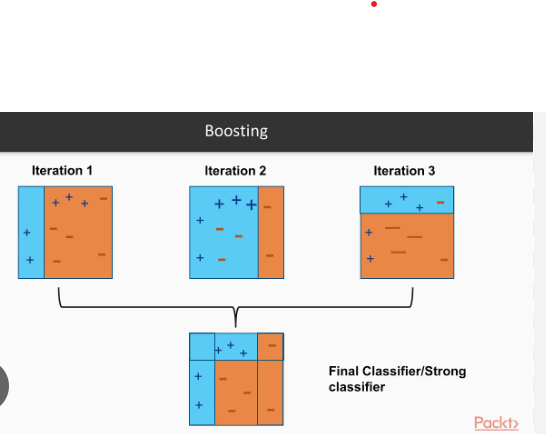 Boosting
Iteration 1
Iteration 2
Iteration 3
Final Classifier/Strong
classifier
Packt>